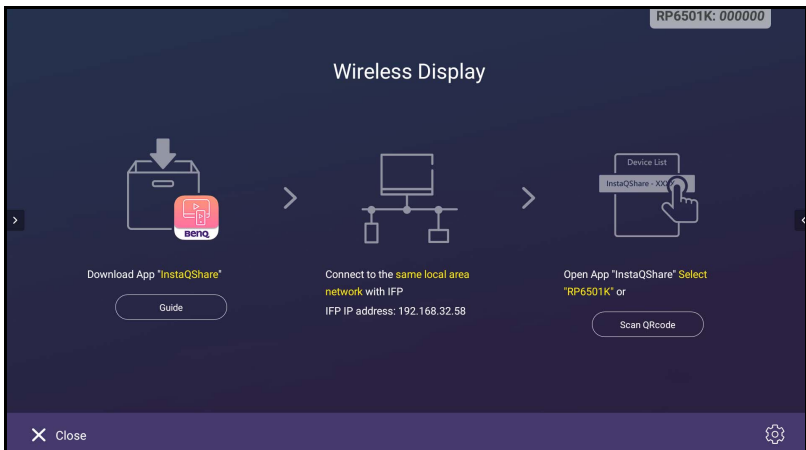 RP6501K: 000000
Wireless Display
Device List
InstaQShare - XXX
BenQ
Download App "InstaQShare"
Guide
Connect to the same local area
network with IFP
IFP IP address: 192.168.32.58
Open App "InstaQShare" Select
"RP6501K" or
Scan QRcode
Close